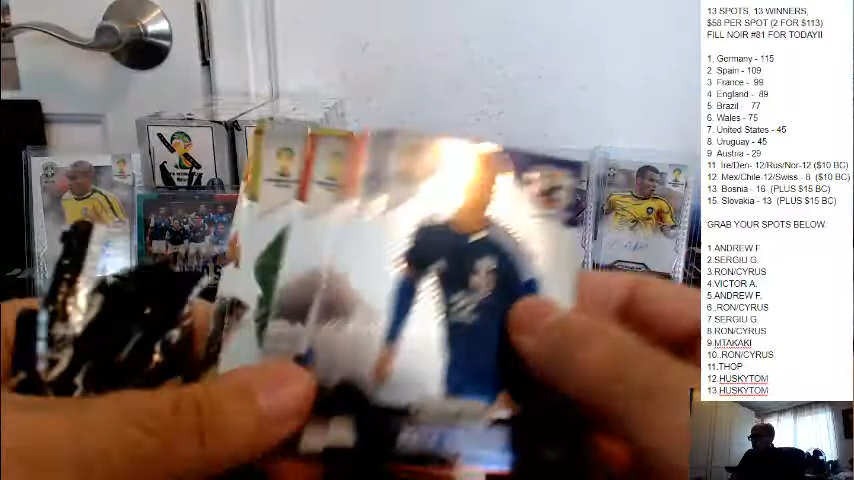 13 SPOTS, 13 WINNERS,
$58 PER SPOT (2 FOR $113)
FILL NOIR #81 FOR TODAY!!
1. Germany - 115
2 Spain - 109
3 France - 99
4 England - 89
5. Brazil - 77
6. Wales - 75
7. United States - 45
8. Uruguay - 45
9 Austria - 29
11 Ire/Den- 12/Rus/Nor-12 ($10 BC)
12 Mex/Chile-12/Swiss - 8 ($10 BC)
13 Bosnia - 16 (PLUS $15 BC)
15. Slovakia - 13 (PLUS $15 BC)
GRAB YOUR SPOTS BELOW:
1 ANDREW F
2.SERGIU G.
3.RON/CYRUS
4.VICTOR A.
5.ANDREW F.
6..RON/CYRUS
7.SERGIU G.
8 RON/CYRUS
9.MTAKAKI
10..RON/CYRUS
11.THOP
12.HUSKYTOM
13.HUSKYTOM